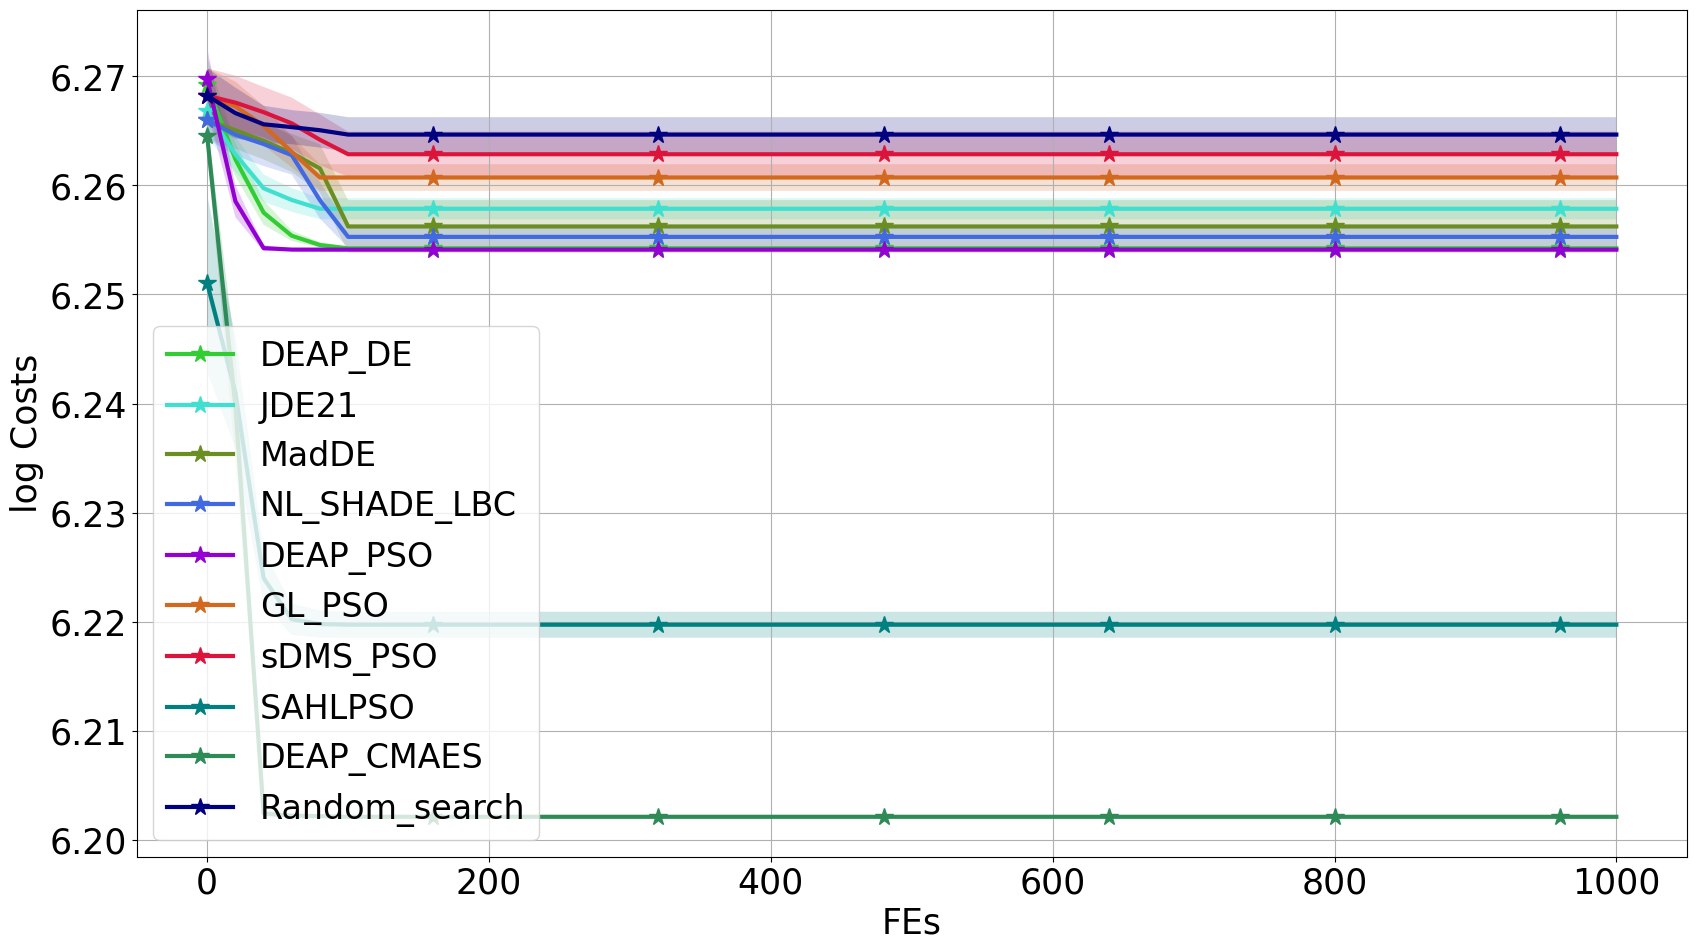 6.27
6.26
6.25
6.24
6.23
6.22
6.21
6.20
log Costs
DEAP_DE
JDE21
MadDE
NL_SHADE_LBC
DEAP_PSO
GL_PSO
sDMS_PSO
SAHLPSO
DEAP_CMAES
Random_search
0 200 400 600 800 1000
FEs